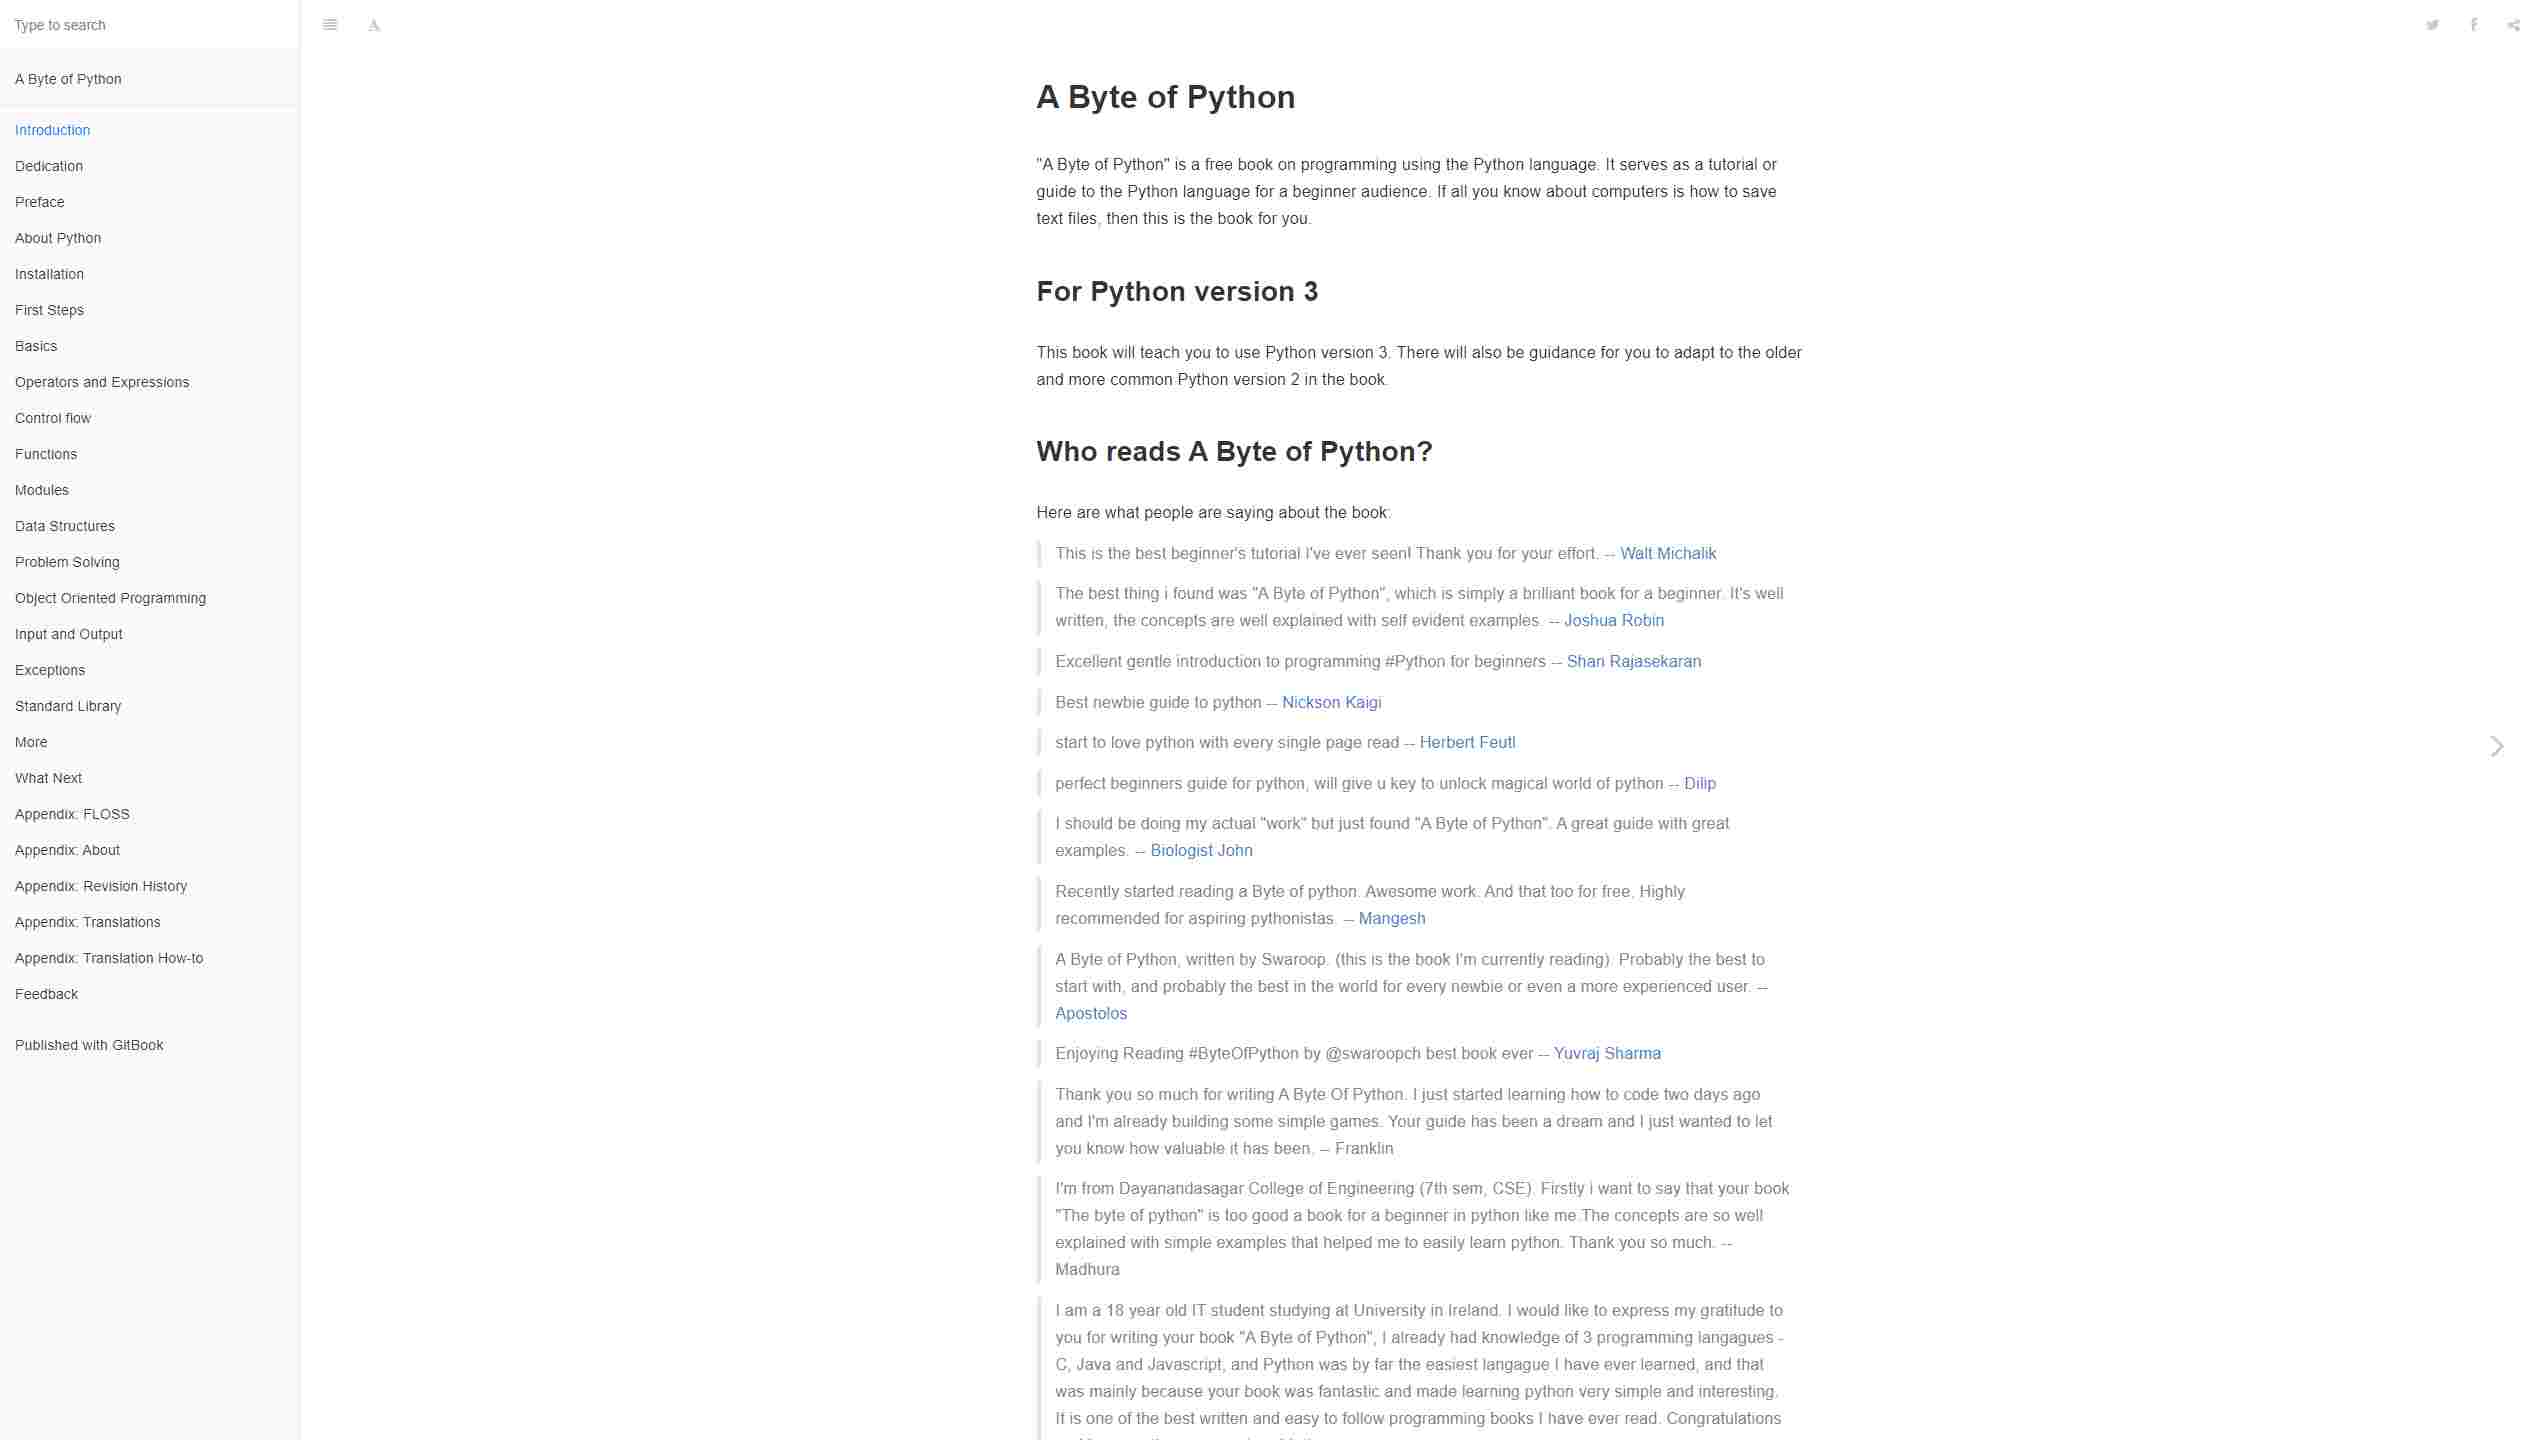 Type to search
A Byte of Python
Introduction
Dedication
Preface
About Python
Installation
First Steps
Basics
Operators and Expressions
Control flow
Functions
Modules
Data Structures
Problem Solving
Object Oriented Programming
Input and Output
Exceptions
Standard Library
More
What Next
Appendix: FLOSS
Appendix: About
Appendix: Revision History
Appendix: Translations
Appendix: Translation How-to
Feedback
Published with GitBook
A Byte of Python
"A Byte of Python" is a free book on programming using the Python language. It serves as a tutorial or
guide to the Python language for a beginner audience. If all you know about computers is how to save
text files, then this is the book for you.
For Python version 3
This book will teach you to use Python version 3. There will also be guidance for you to adapt to the older
and more common Python version 2 in the book.
Who reads A Byte of Python?
Here are what people are saying about the book:
This is the best beginner's tutorial I've ever seen! Thank you for your effort. -- Walt Michalik
The best thing i found was "A Byte of Python", which is simply a brilliant book for a beginner. It's well
written, the concepts are well explained with self evident examples. -- Joshua Robin
Excellent gentle introduction to programming #Python for beginners -- Shan Rajasekaran
Best newbie guide to python -- Nickson Kaigi
start to love python with every single page read -- Herbert Feutl
perfect beginners guide for python, will give u key to unlock magical world of python -- Dilip
I should be doing my actual "work" but just found "A Byte of Python". A great guide with great
examples. -- Biologist John
Recently started reading a Byte of python. Awesome work. And that too for free. Highly
recommended for aspiring pythonistas. -- Mangesh
A Byte of Python, written by Swaroop. (this is the book I'm currently reading). Probably the best to
start with, and probably the best in the world for every newbie or even a more experienced user. --
Apostolos
Enjoying Reading #ByteOfPython by @swaroopch best book ever -- Yuvraj Sharma
Thank you so much for writing A Byte Of Python. I just started learning how to code two days ago
and I'm already building some simple games. Your guide has been a dream and I just wanted to let
you know how valuable it has been. -- Franklin
I'm from Dayanandasagar College of Engineering (7th sem, CSE). Firstly i want to say that your book
"The byte of python" is too good a book for a beginner in python like me.The concepts are so well
explained with simple examples that helped me to easily learn python. Thank you so much. --
Madhura
I am a 18 year old IT student studying at University in Ireland. I would like to express my gratitude to
you for writing your book "A Byte of Python", I already had knowledge of 3 programming langagues -
C, Java and Javascript, and Python was by far the easiest langague I have ever learned, and that
was mainly because your book was fantastic and made learning python very simple and interesting.
It is one of the best written and easy to follow programming books I have ever read. Congratulations